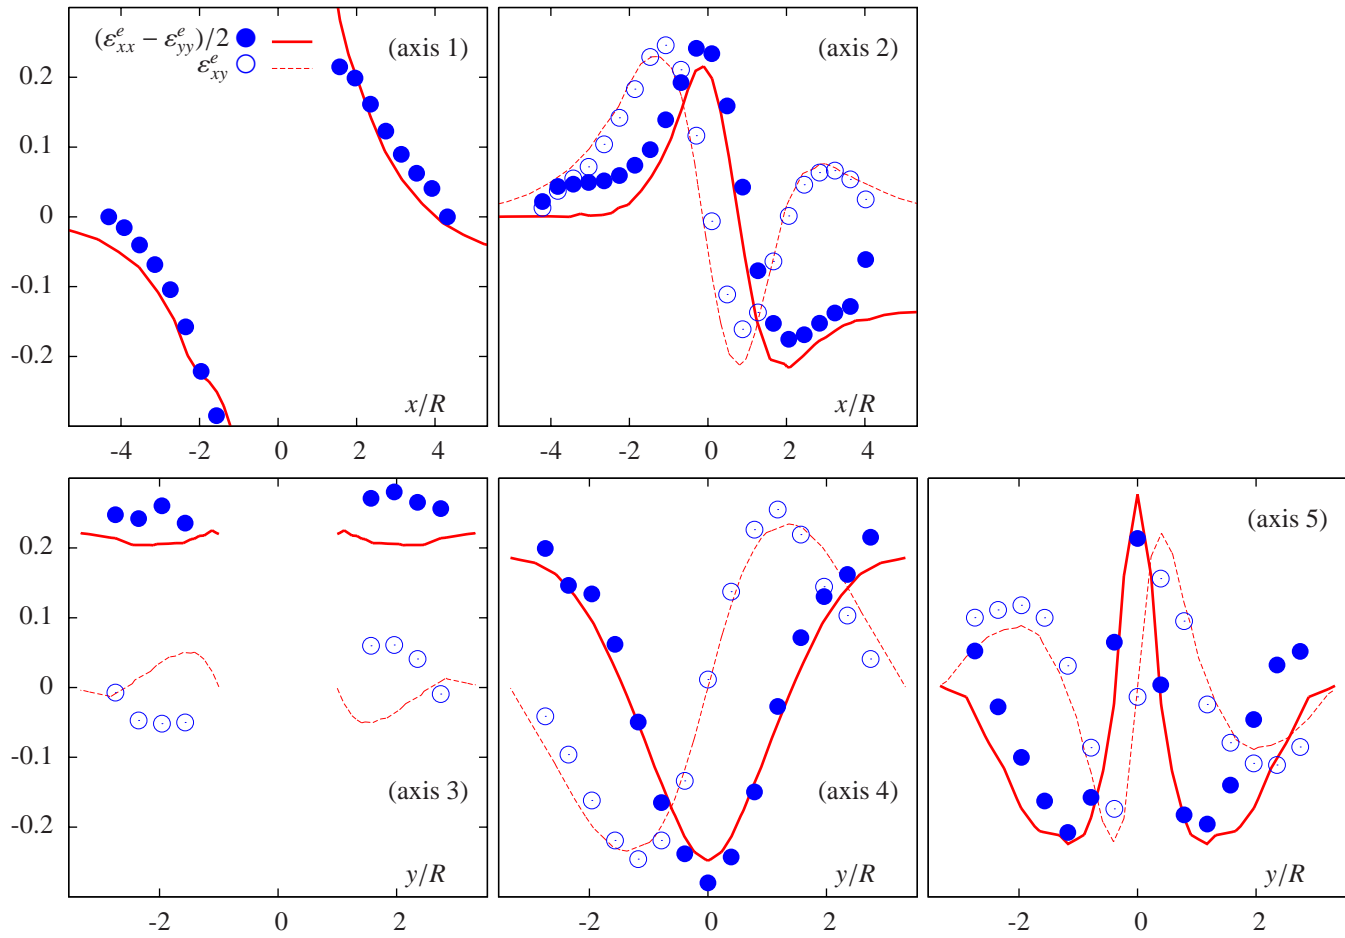 (ε^e_xx − ε^e_yy)/2
ε^e_xy
(axis 1)
(axis 2)
0.2
0.1
0
-0.1
-0.2
x/R
x/R
-4 -2 0 2 4
-4 -2 0 2 4
(axis 3)
(axis 4)
(axis 5)
0.2
0.1
0
-0.1
-0.2
y/R
y/R
y/R
-2 0 2
-2 0 2
-2 0 2